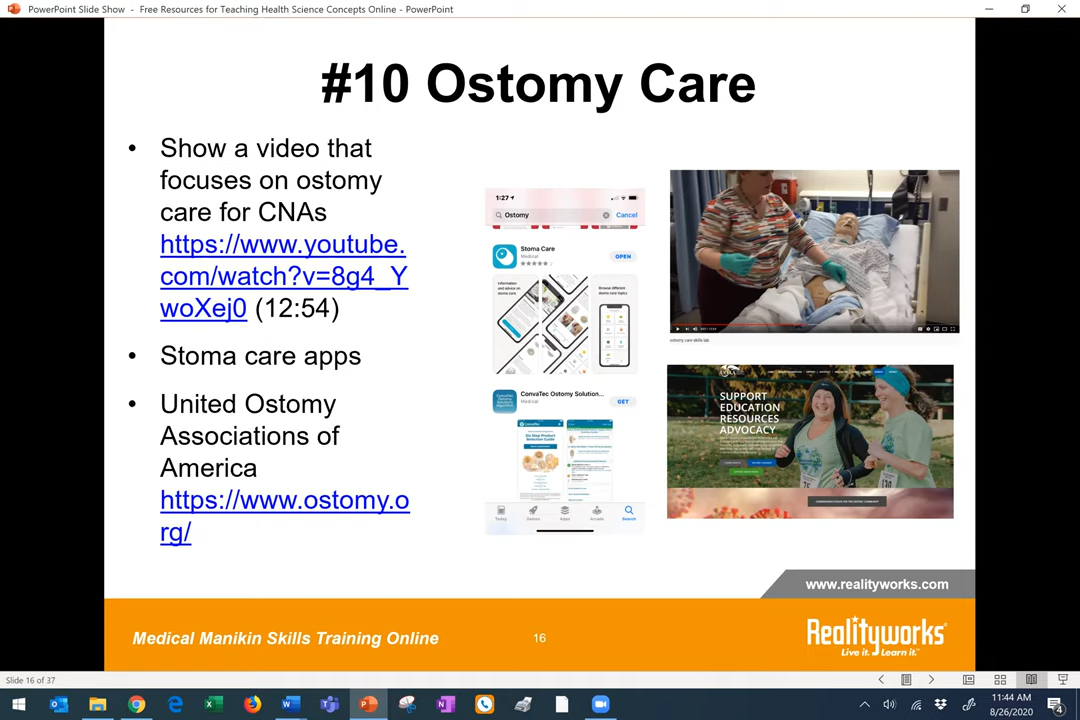 PowerPoint Slide Show - Free Resources for Teaching Health Science Concepts Online - PowerPoint
#10 Ostomy Care
• Show a video that
focuses on ostomy
care for CNAs
https://www.youtube.
com/watch?v=8g4_Y
woXej0 (12:54)
• Stoma care apps
• United Ostomy
Associations of
America
https://www.ostomy.o
rg/
1:27
Ostomy
Cancel
Stoma Care
Medical
OPEN
Information
and advice on
stoma care
Browse different
stoma care topics
ConvaTec Ostomy Solution...
Medical
GET
Today
Games
Apps
Arcade
Search
ostomy care skills lab
SUPPORT
EDUCATION
RESOURCES
ADVOCACY
www.realityworks.com
Medical Manikin Skills Training Online
16
Realityworks
Live it. Learn it.™
Slide 16 of 37
11:44 AM
8/26/2020
4